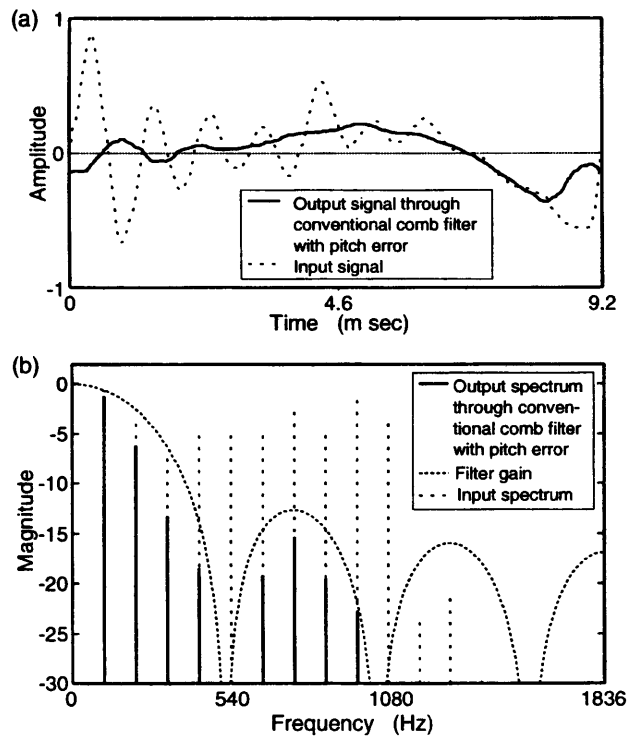 (a)
1
0
-1
Amplitude
Output signal through
conventional comb filter
with pitch error
Input signal
0
4.6
9.2
Time (m sec)
(b)
0
-5
-10
-15
-20
-25
-30
Magnitude
Output spectrum
through conven-
tional comb filter
with pitch error
Filter gain
Input spectrum
0
540
1080
1836
Frequency (Hz)